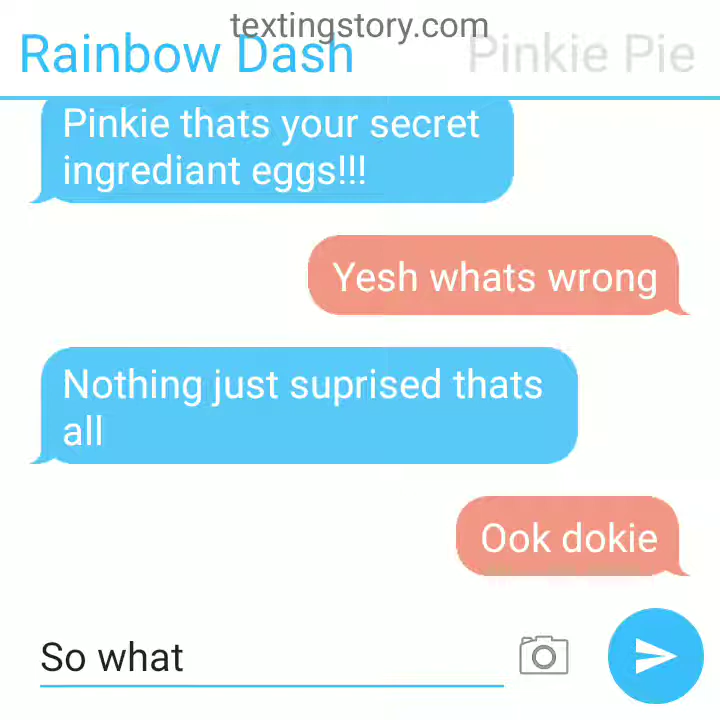 textingstory.com
Rainbow Dash
Pinkie Pie
Pinkie thats your secret
ingrediant eggs!!!
Yesh whats wrong
Nothing just suprised thats
all
Ook dokie
So what